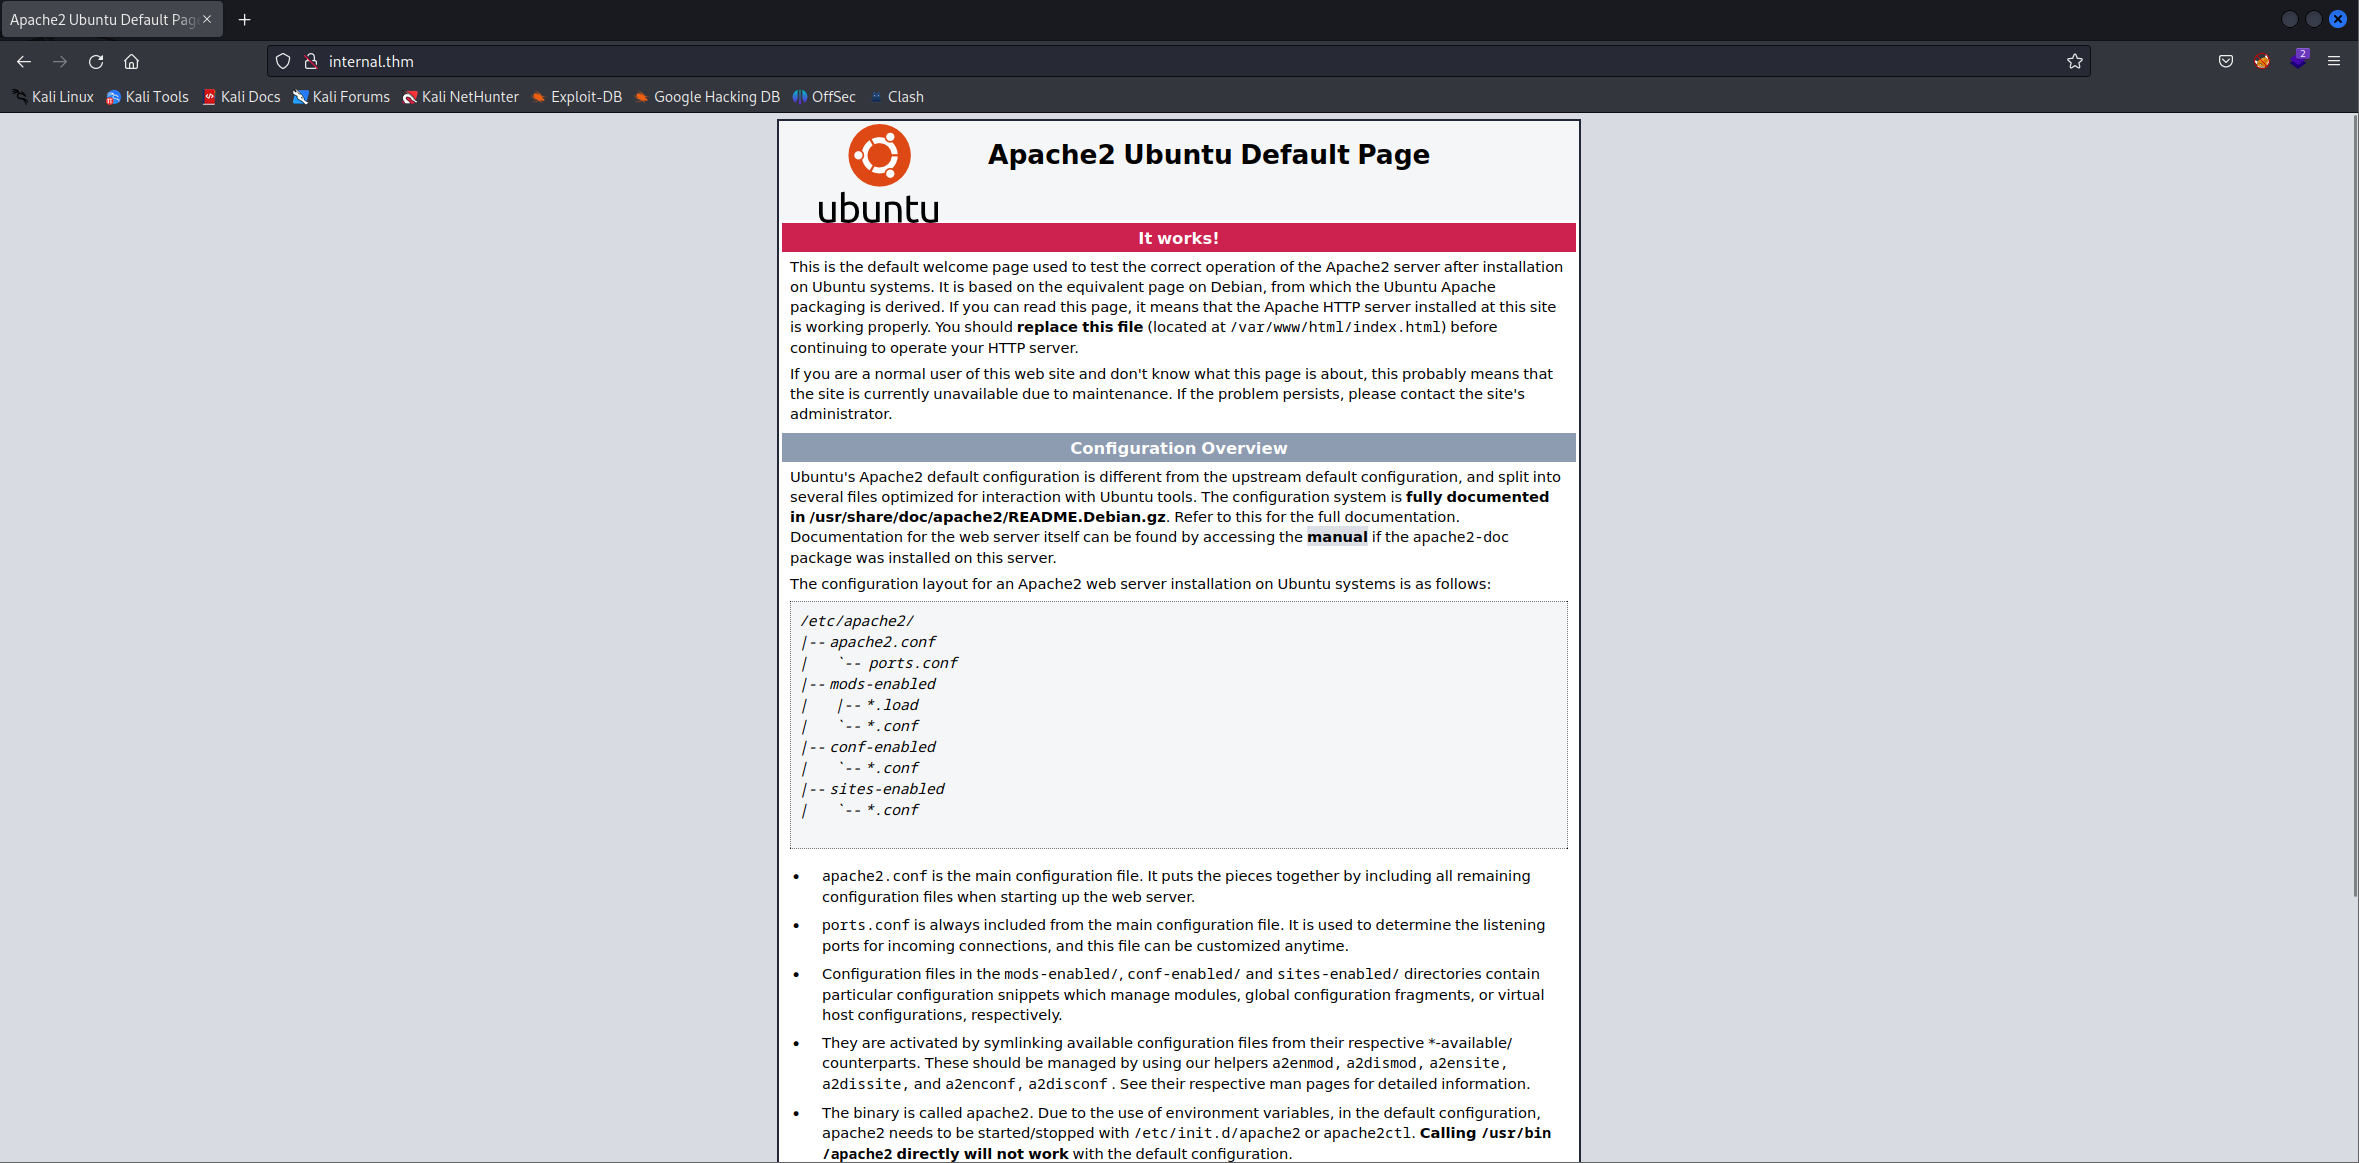 Apache2 Ubuntu Default Pag
internal.thm
2
Kali Linux Kali Tools Kali Docs Kali Forums Kali NetHunter Exploit-DB Google Hacking DB OffSec Clash
ubuntu
Apache2 Ubuntu Default Page
It works!
This is the default welcome page used to test the correct operation of the Apache2 server after installation
on Ubuntu systems. It is based on the equivalent page on Debian, from which the Ubuntu Apache
packaging is derived. If you can read this page, it means that the Apache HTTP server installed at this site
is working properly. You should replace this file (located at /var/www/html/index.html) before
continuing to operate your HTTP server.
If you are a normal user of this web site and don't know what this page is about, this probably means that
the site is currently unavailable due to maintenance. If the problem persists, please contact the site's
administrator.
Configuration Overview
Ubuntu's Apache2 default configuration is different from the upstream default configuration, and split into
several files optimized for interaction with Ubuntu tools. The configuration system is fully documented
in /usr/share/doc/apache2/README.Debian.gz. Refer to this for the full documentation.
Documentation for the web server itself can be found by accessing the manual if the apache2-doc
package was installed on this server.
The configuration layout for an Apache2 web server installation on Ubuntu systems is as follows:
/etc/apache2/
|-- apache2.conf
|   `-- ports.conf
|-- mods-enabled
|   |-- *.load
|   `-- *.conf
|-- conf-enabled
|   `-- *.conf
|-- sites-enabled
|   `-- *.conf
• apache2.conf is the main configuration file. It puts the pieces together by including all remaining
configuration files when starting up the web server.
• ports.conf is always included from the main configuration file. It is used to determine the listening
ports for incoming connections, and this file can be customized anytime.
• Configuration files in the mods-enabled/, conf-enabled/ and sites-enabled/ directories contain
particular configuration snippets which manage modules, global configuration fragments, or virtual
host configurations, respectively.
• They are activated by symlinking available configuration files from their respective *-available/
counterparts. These should be managed by using our helpers a2enmod, a2dismod, a2ensite,
a2dissite, and a2enconf, a2disconf . See their respective man pages for detailed information.
• The binary is called apache2. Due to the use of environment variables, in the default configuration,
apache2 needs to be started/stopped with /etc/init.d/apache2 or apache2ctl. Calling /usr/bin
/apache2 directly will not work with the default configuration.